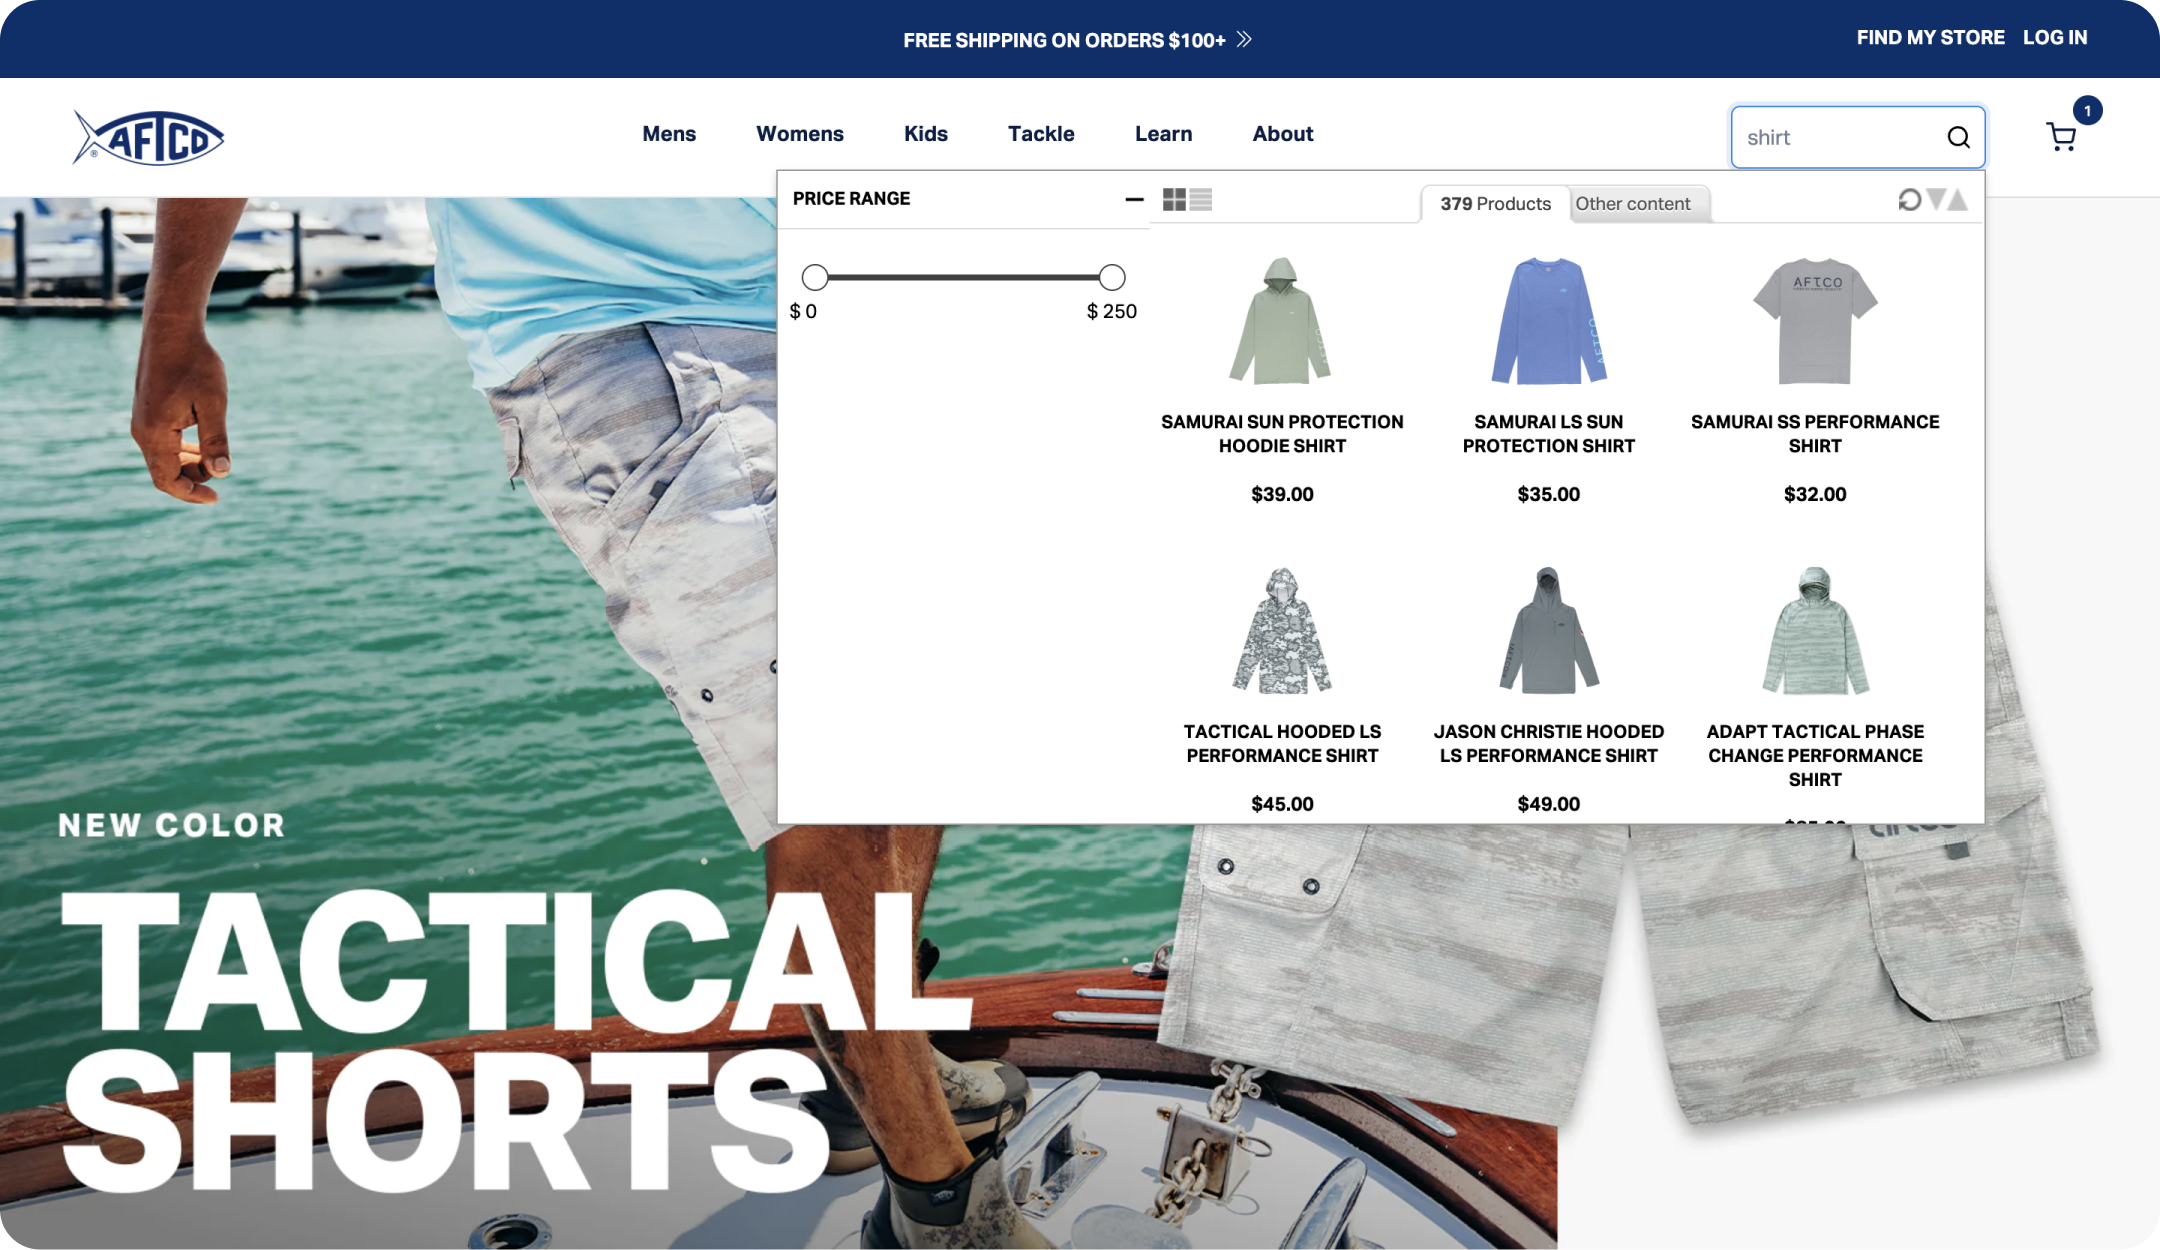 FREE SHIPPING ON ORDERS $100+
FIND MY STORE LOG IN
AFTCO
®
Mens Womens Kids Tackle Learn About
shirt
1
PRICE RANGE
$ 0
$ 250
379 Products
Other content
AFTCO
AFTCO
AFTCO
SAMURAI SUN PROTECTION
HOODIE SHIRT
$39.00
SAMURAI LS SUN
PROTECTION SHIRT
$35.00
SAMURAI SS PERFORMANCE
SHIRT
$32.00
TACTICAL HOODED LS
PERFORMANCE SHIRT
$45.00
JASON CHRISTIE HOODED
LS PERFORMANCE SHIRT
$49.00
ADAPT TACTICAL PHASE
CHANGE PERFORMANCE
SHIRT
NEW COLOR
TACTICAL
SHORTS